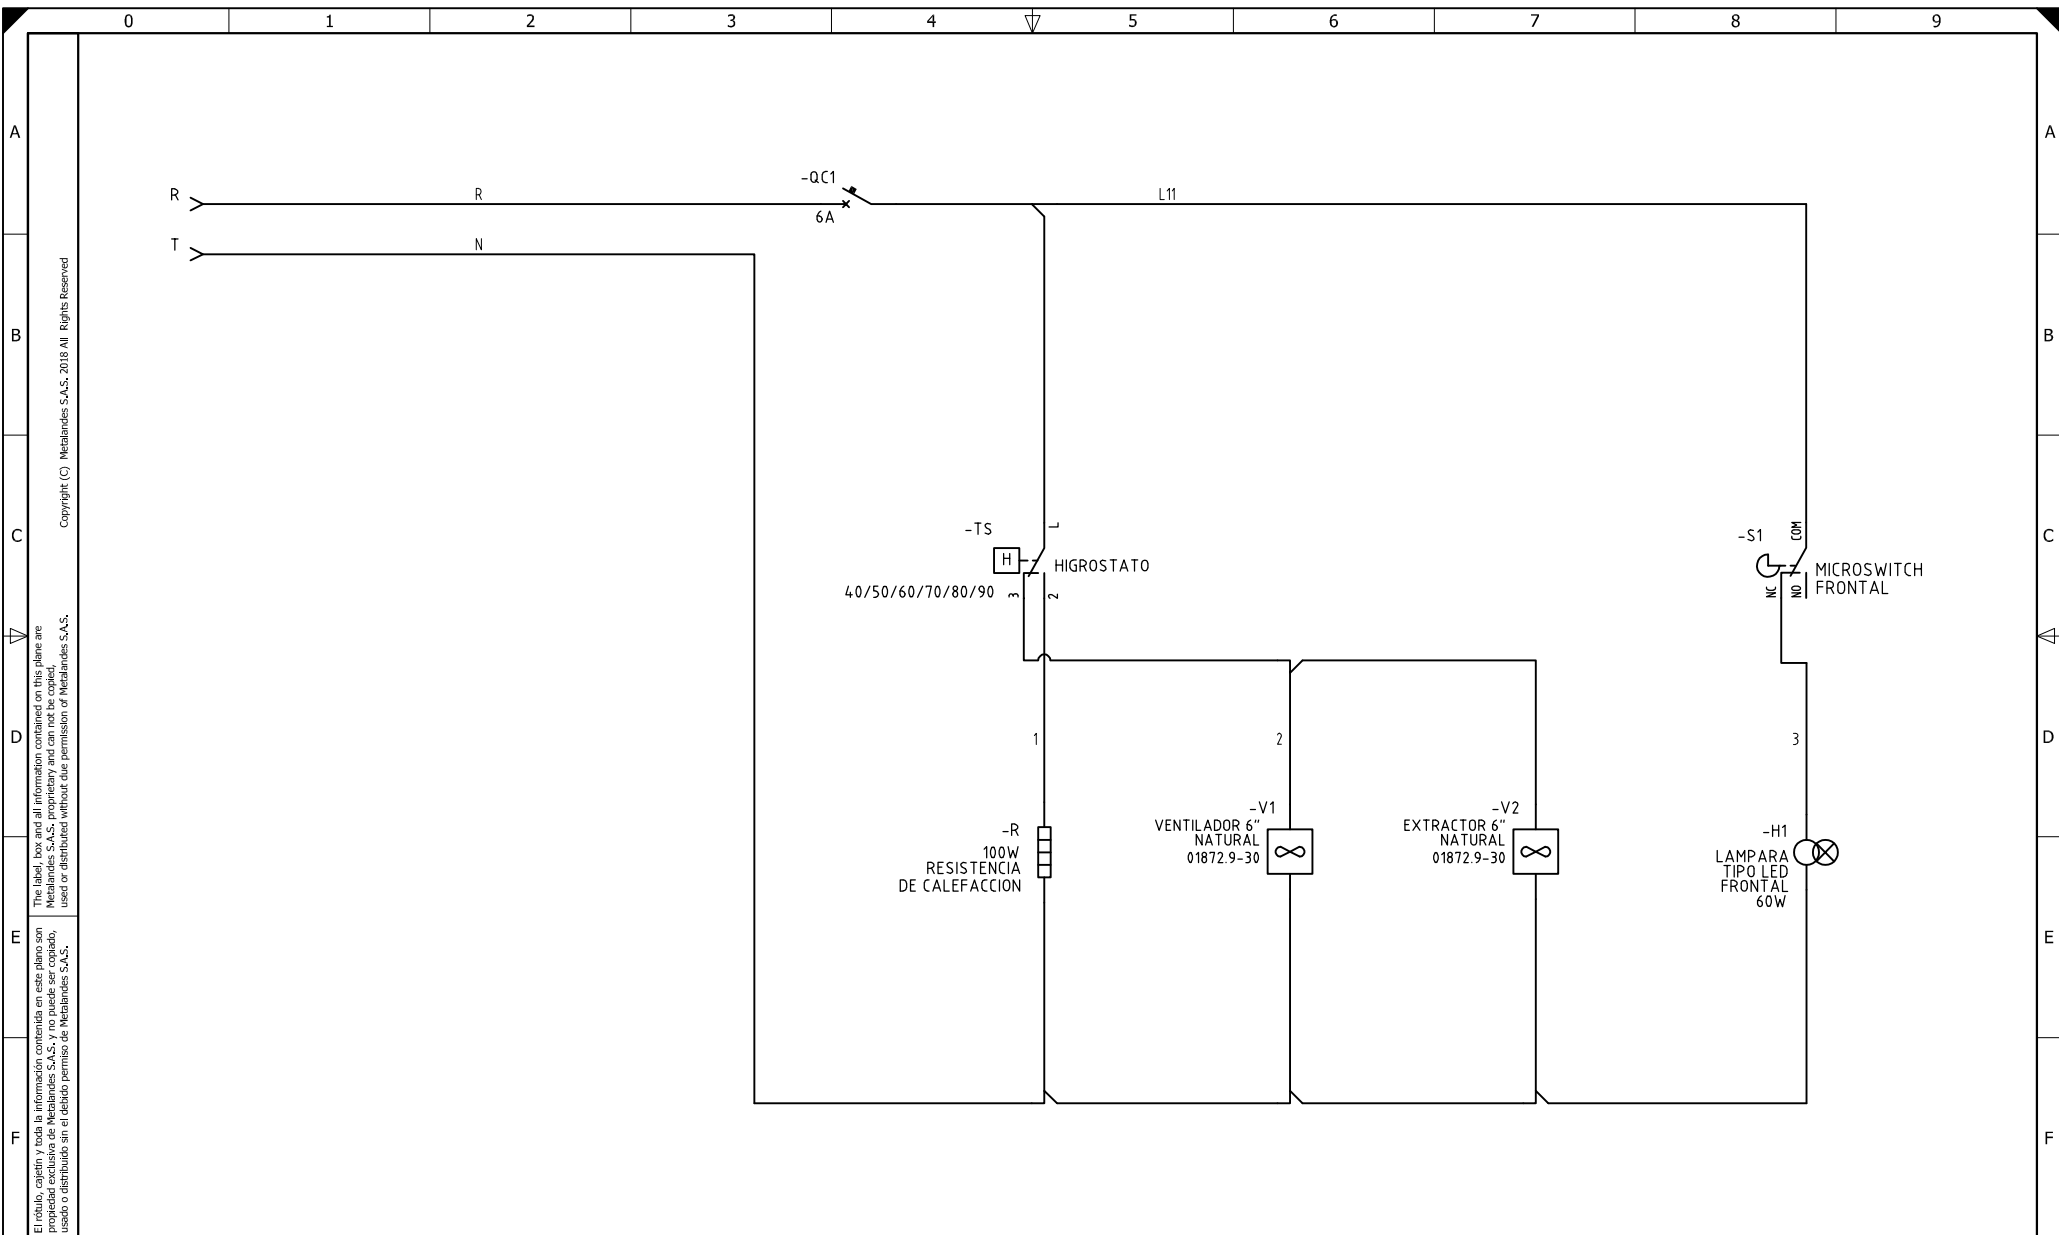 0 1 2 3 4 5 6 7 8 9
A A
-QC1
R R L11
6A
T N
B B
-TS L
H HIGROSTATO
40/50/60/70/80/90 3 2
-S1 COM
MICROSWITCH
FRONTAL
NC NO
C C
1 2 3
D D
-R
100W
RESISTENCIA
DE CALEFACCION
-V1
VENTILADOR 6"
NATURAL
01872.9-30
-V2
EXTRACTOR 6"
NATURAL
01872.9-30
-H1
LAMPARA
TIPO LED
FRONTAL
60W
E E
F F
Copyright (C) Metalandes S.A.S. 2018 All Rights Reserved
The label, box and all information contained on this plane are
Metalandes S.A.S. proprietary and can not be copied,
used or distributed without due permission of Metalandes S.A.S.
El rótulo, cajetín y toda la información contenida en este plano son
propiedad exclusiva de Metalandes S.A.S. y no puede ser copiado,
usado o distribuido sin el debido permiso de Metalandes S.A.S.